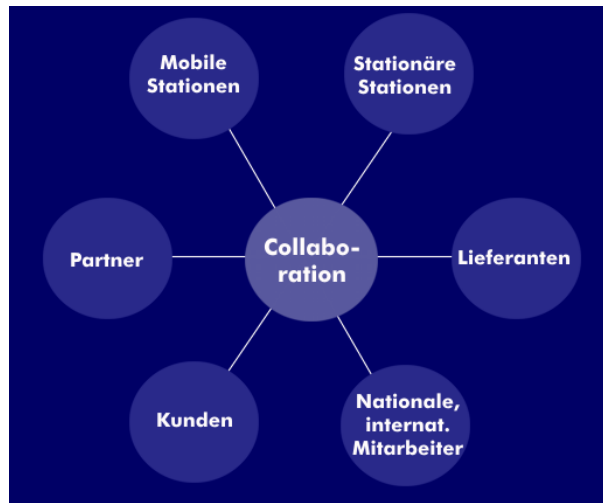 Mobile
Stationen
Stationäre
Stationen
Partner
Collabo-
ration
Lieferanten
Kunden
Nationale,
internat.
Mitarbeiter